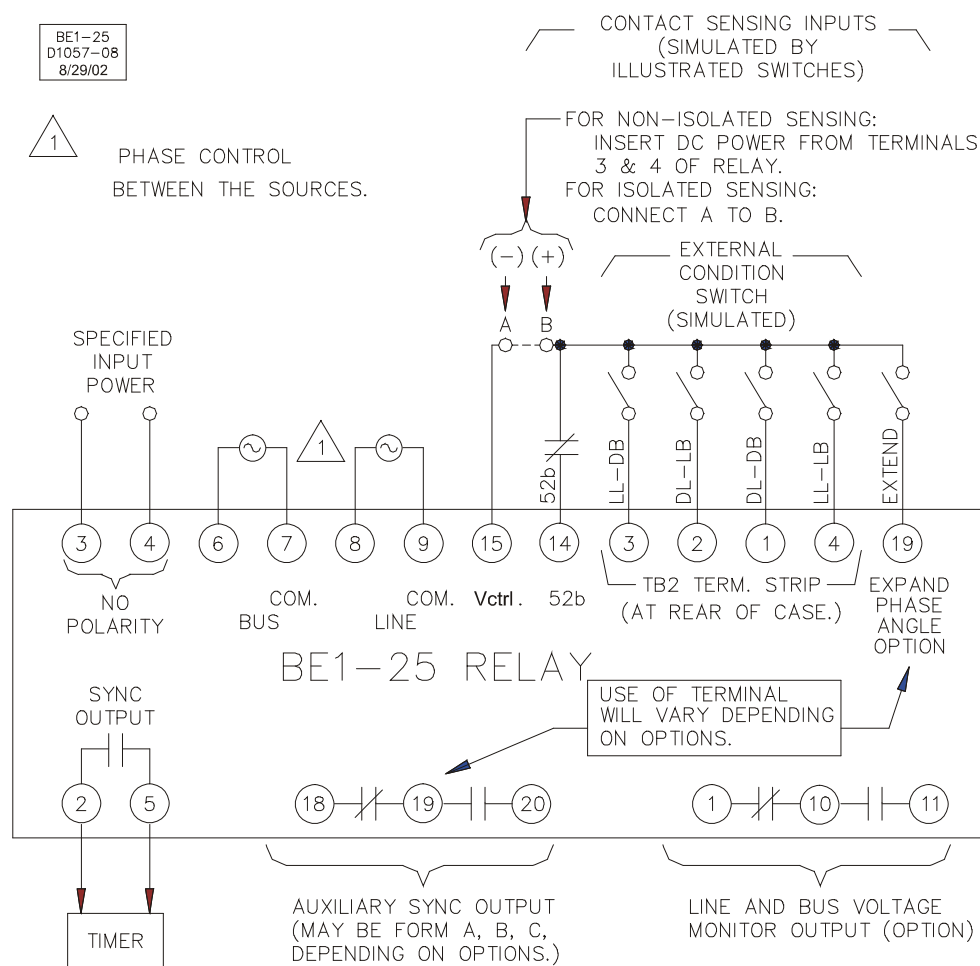 BE1-25
D1057-08
8/29/02
CONTACT SENSING INPUTS
(SIMULATED BY
ILLUSTRATED SWITCHES)
1
PHASE CONTROL
BETWEEN THE SOURCES.
FOR NON-ISOLATED SENSING:
INSERT DC POWER FROM TERMINALS
3 & 4 OF RELAY.
FOR ISOLATED SENSING:
CONNECT A TO B.
(-) (+)
EXTERNAL
CONDITION
SWITCH
(SIMULATED)
A B
SPECIFIED
INPUT
POWER
1
52b
LL-DB
DL-LB
DL-DB
LL-LB
EXTEND
3 4 6 7 8 9 15 14 3 2 1 4 19
NO
POLARITY
COM.
BUS
COM.
LINE
Vctrl. 52b
TB2 TERM. STRIP
(AT REAR OF CASE.)
EXPAND
PHASE
ANGLE
OPTION
BE1-25 RELAY
SYNC
OUTPUT
USE OF TERMINAL
WILL VARY DEPENDING
ON OPTIONS.
2 5 18 19 20 1 10 11
TIMER
AUXILIARY SYNC OUTPUT
(MAY BE FORM A, B, C,
DEPENDING ON OPTIONS.)
LINE AND BUS VOLTAGE
MONITOR OUTPUT (OPTION)